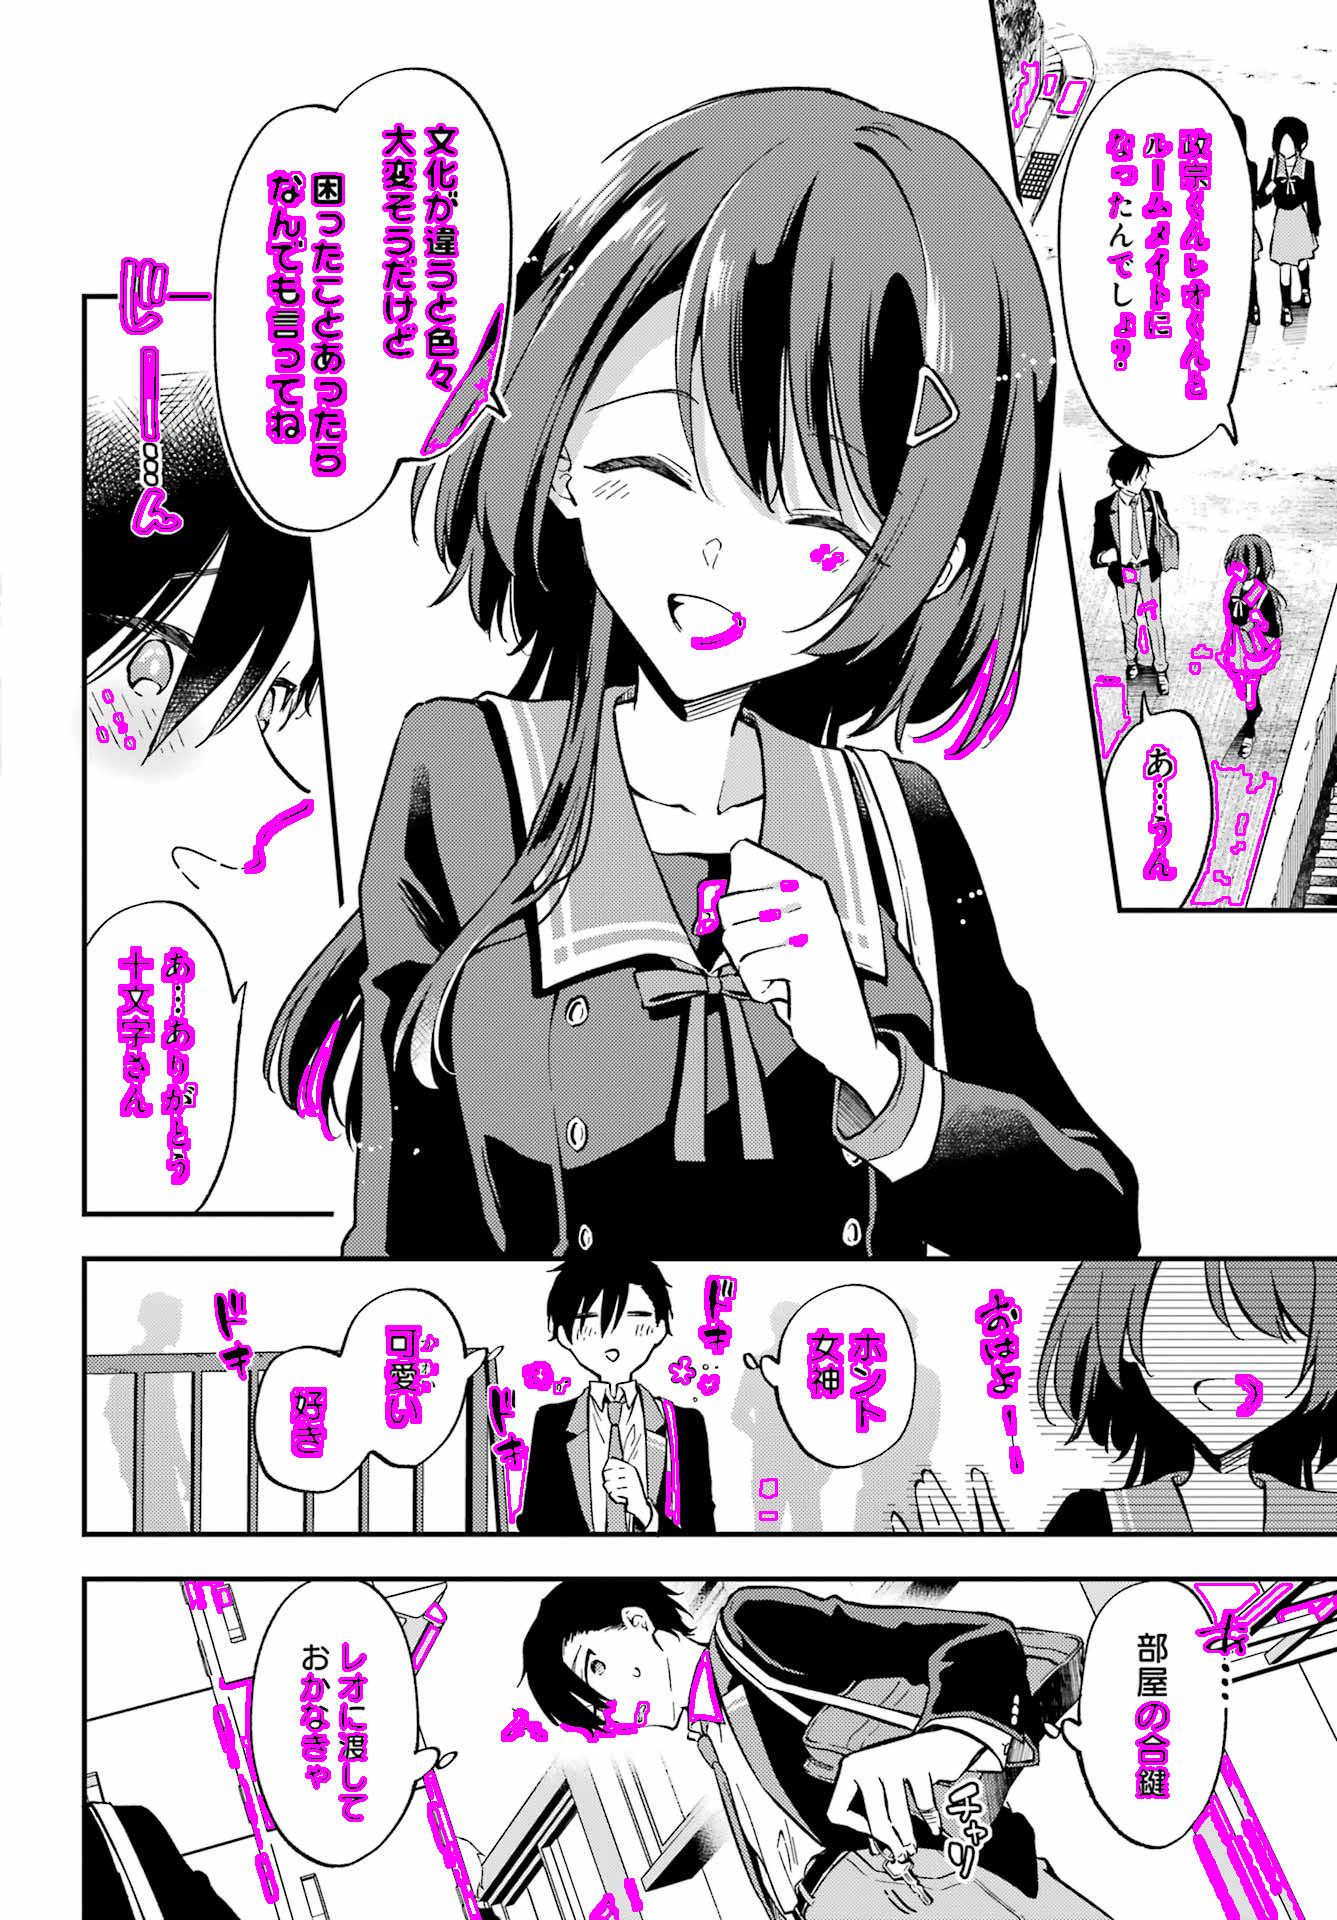 政宗くんレオくんと
ルームメイトに
なったんでしょ？
あ…うん
文化が違うと色々
大変そうだけど
困ったことあったら
なんでも言ってね
じーん
あ…ありがとう
十文字さん
おはよー
ホント
女神
ドキ
ドキ
可愛い
かわい
好き
ドキ
あ……
部屋の合鍵
チャリ
レオに渡して
おかなきゃ